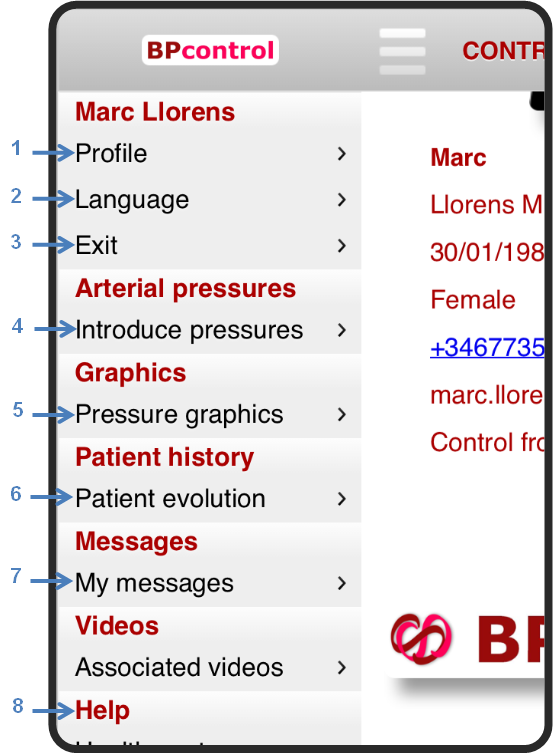 BPcontrol
CONTR
Marc Llorens
1 Profile
2 Language
3 Exit
Arterial pressures
4 Introduce pressures
Graphics
5 Pressure graphics
Patient history
6 Patient evolution
Messages
7 My messages
Videos
Associated videos
8 Help
Marc
Llorens M
30/01/198
Female
+3467735
marc.llore
Control fro
BP